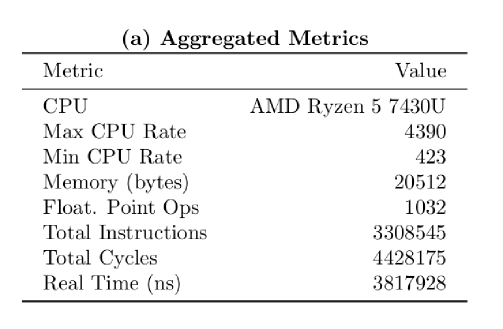 (a) Aggregated Metrics
Metric Value
CPU AMD Ryzen 5 7430U
Max CPU Rate 4390
Min CPU Rate 423
Memory (bytes) 20512
Float. Point Ops 1032
Total Instructions 3308545
Total Cycles 4428175
Real Time (ns) 3817928